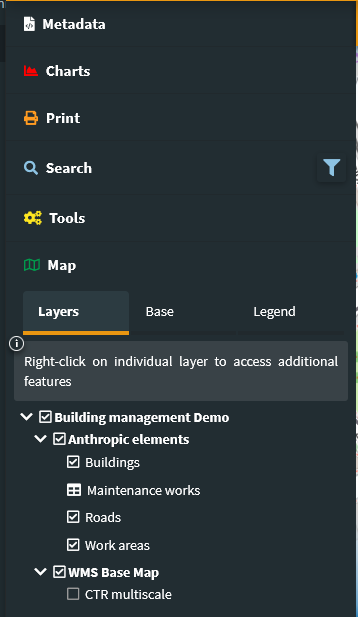 Metadata
Charts
Print
Search
Tools
Map
Layers Base Legend
Right-click on individual layer to access additional
features
Building management Demo
Anthropic elements
Buildings
Maintenance works
Roads
Work areas
WMS Base Map
CTR multiscale